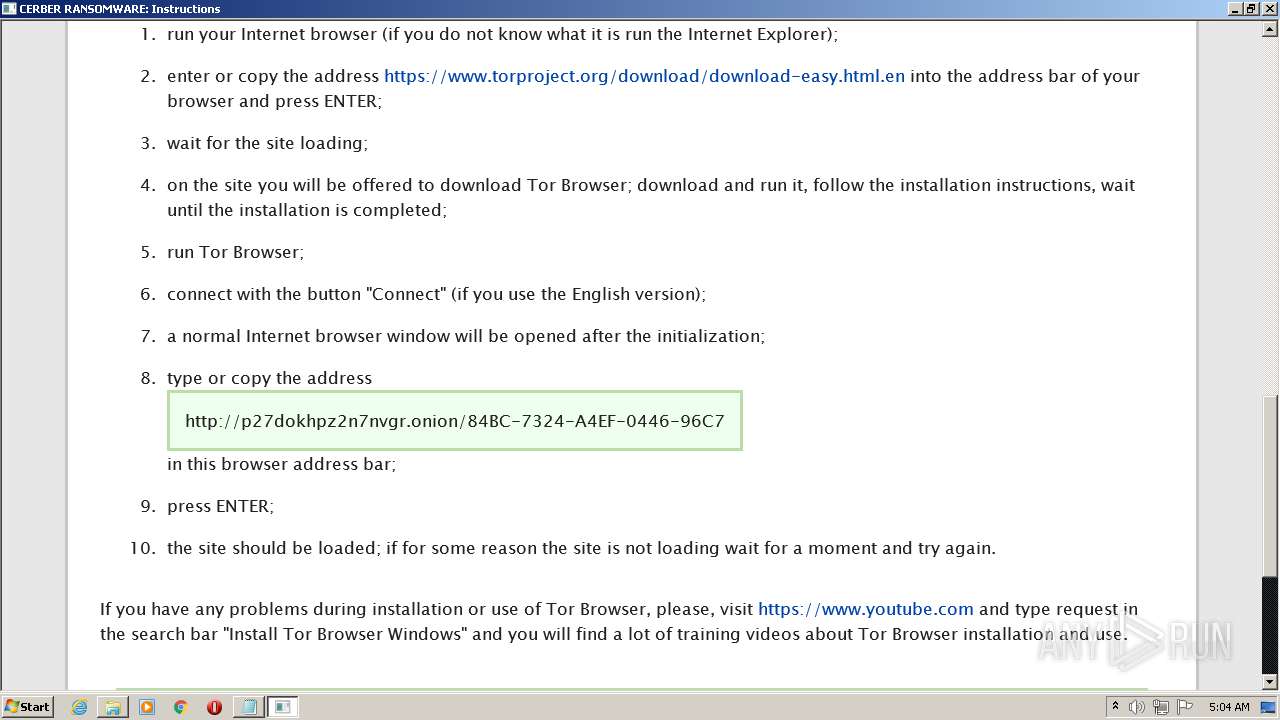 CERBER RANSOMWARE: Instructions
1. run your Internet browser (if you do not know what it is run the Internet Explorer);
2. enter or copy the address https://www.torproject.org/download/download-easy.html.en into the address bar of your
browser and press ENTER;
3. wait for the site loading;
4. on the site you will be offered to download Tor Browser; download and run it, follow the installation instructions, wait
until the installation is completed;
5. run Tor Browser;
6. connect with the button "Connect" (if you use the English version);
7. a normal Internet browser window will be opened after the initialization;
8. type or copy the address
http://p27dokhpz2n7nvgr.onion/84BC-7324-A4EF-0446-96C7
in this browser address bar;
9. press ENTER;
10. the site should be loaded; if for some reason the site is not loading wait for a moment and try again.
If you have any problems during installation or use of Tor Browser, please, visit https://www.youtube.com and type request in
the search bar "Install Tor Browser Windows" and you will find a lot of training videos about Tor Browser installation and use.
ANY RUN
Start
5:04 AM